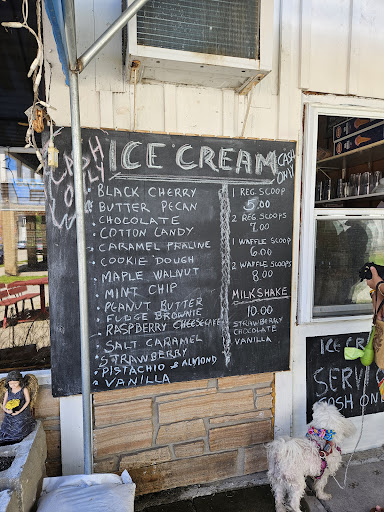 CASH ONLY
ICE CREAM
CASH ONLY
BLACK CHERRY
BUTTER PECAN
CHOCOLATE
COTTON CANDY
CARAMEL PRALINE
COOKIE DOUGH
MAPLE WALNUT
MINT CHIP
PEANUT BUTTER
FUDGE BROWNIE
RASPBERRY CHEESECAKE
SALT CARAMEL
STRAWBERRY
PISTACHIO & ALMOND
VANILLA
1 REG SCOOP
5.00
2 REG SCOOPS
7.00
1 WAFFLE SCOOP
6.00
2 WAFFLE SCOOPS
8.00
MILKSHAKE
10.00
STRAWBERRY
CHOCOLATE
VANILLA
ICE CR
SERVIC
CASH ON